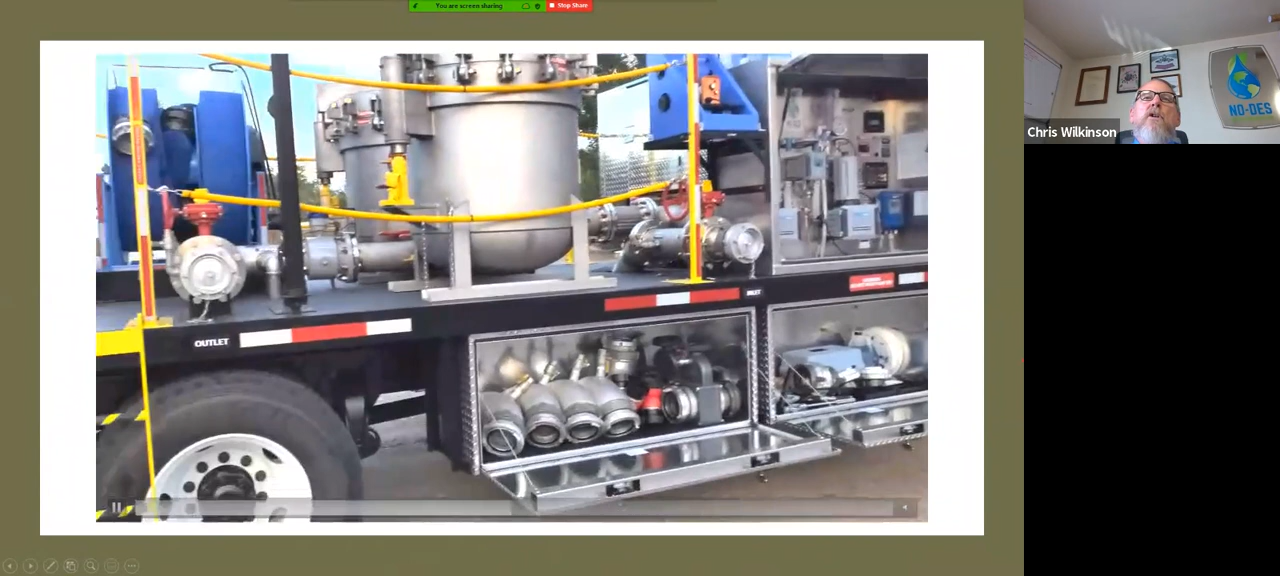 You are screen sharing
Stop Share
Chris Wilkinson
NO-DES
OUTLET
INLET